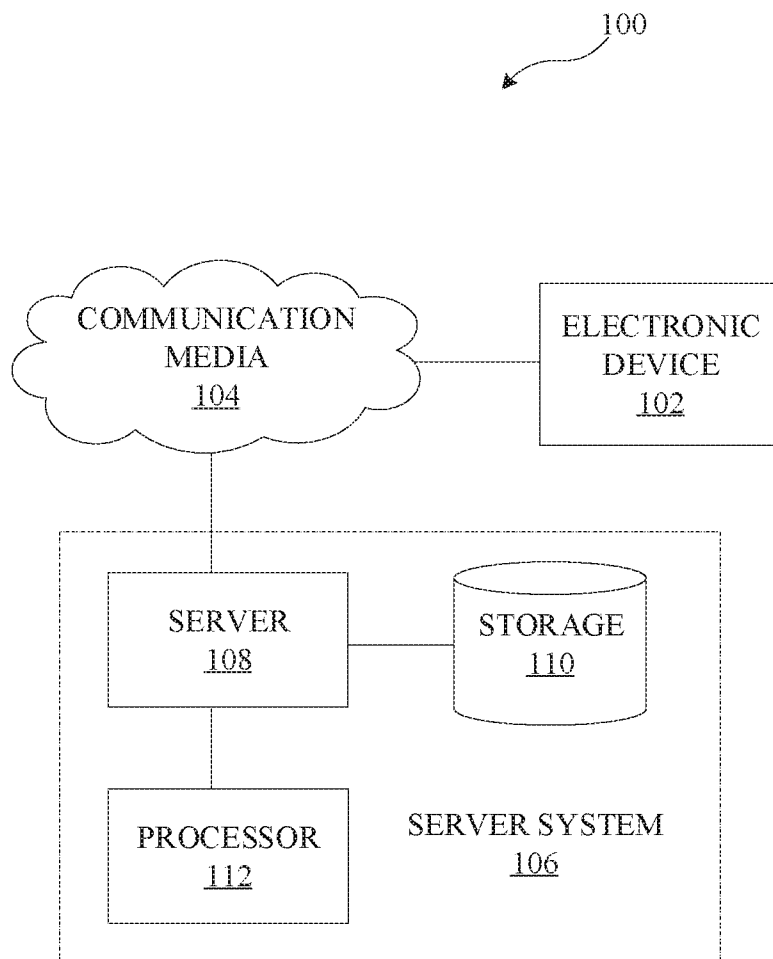 100
COMMUNICATION
MEDIA
104
ELECTRONIC
DEVICE
102
SERVER
108
STORAGE
110
PROCESSOR
112
SERVER SYSTEM
106